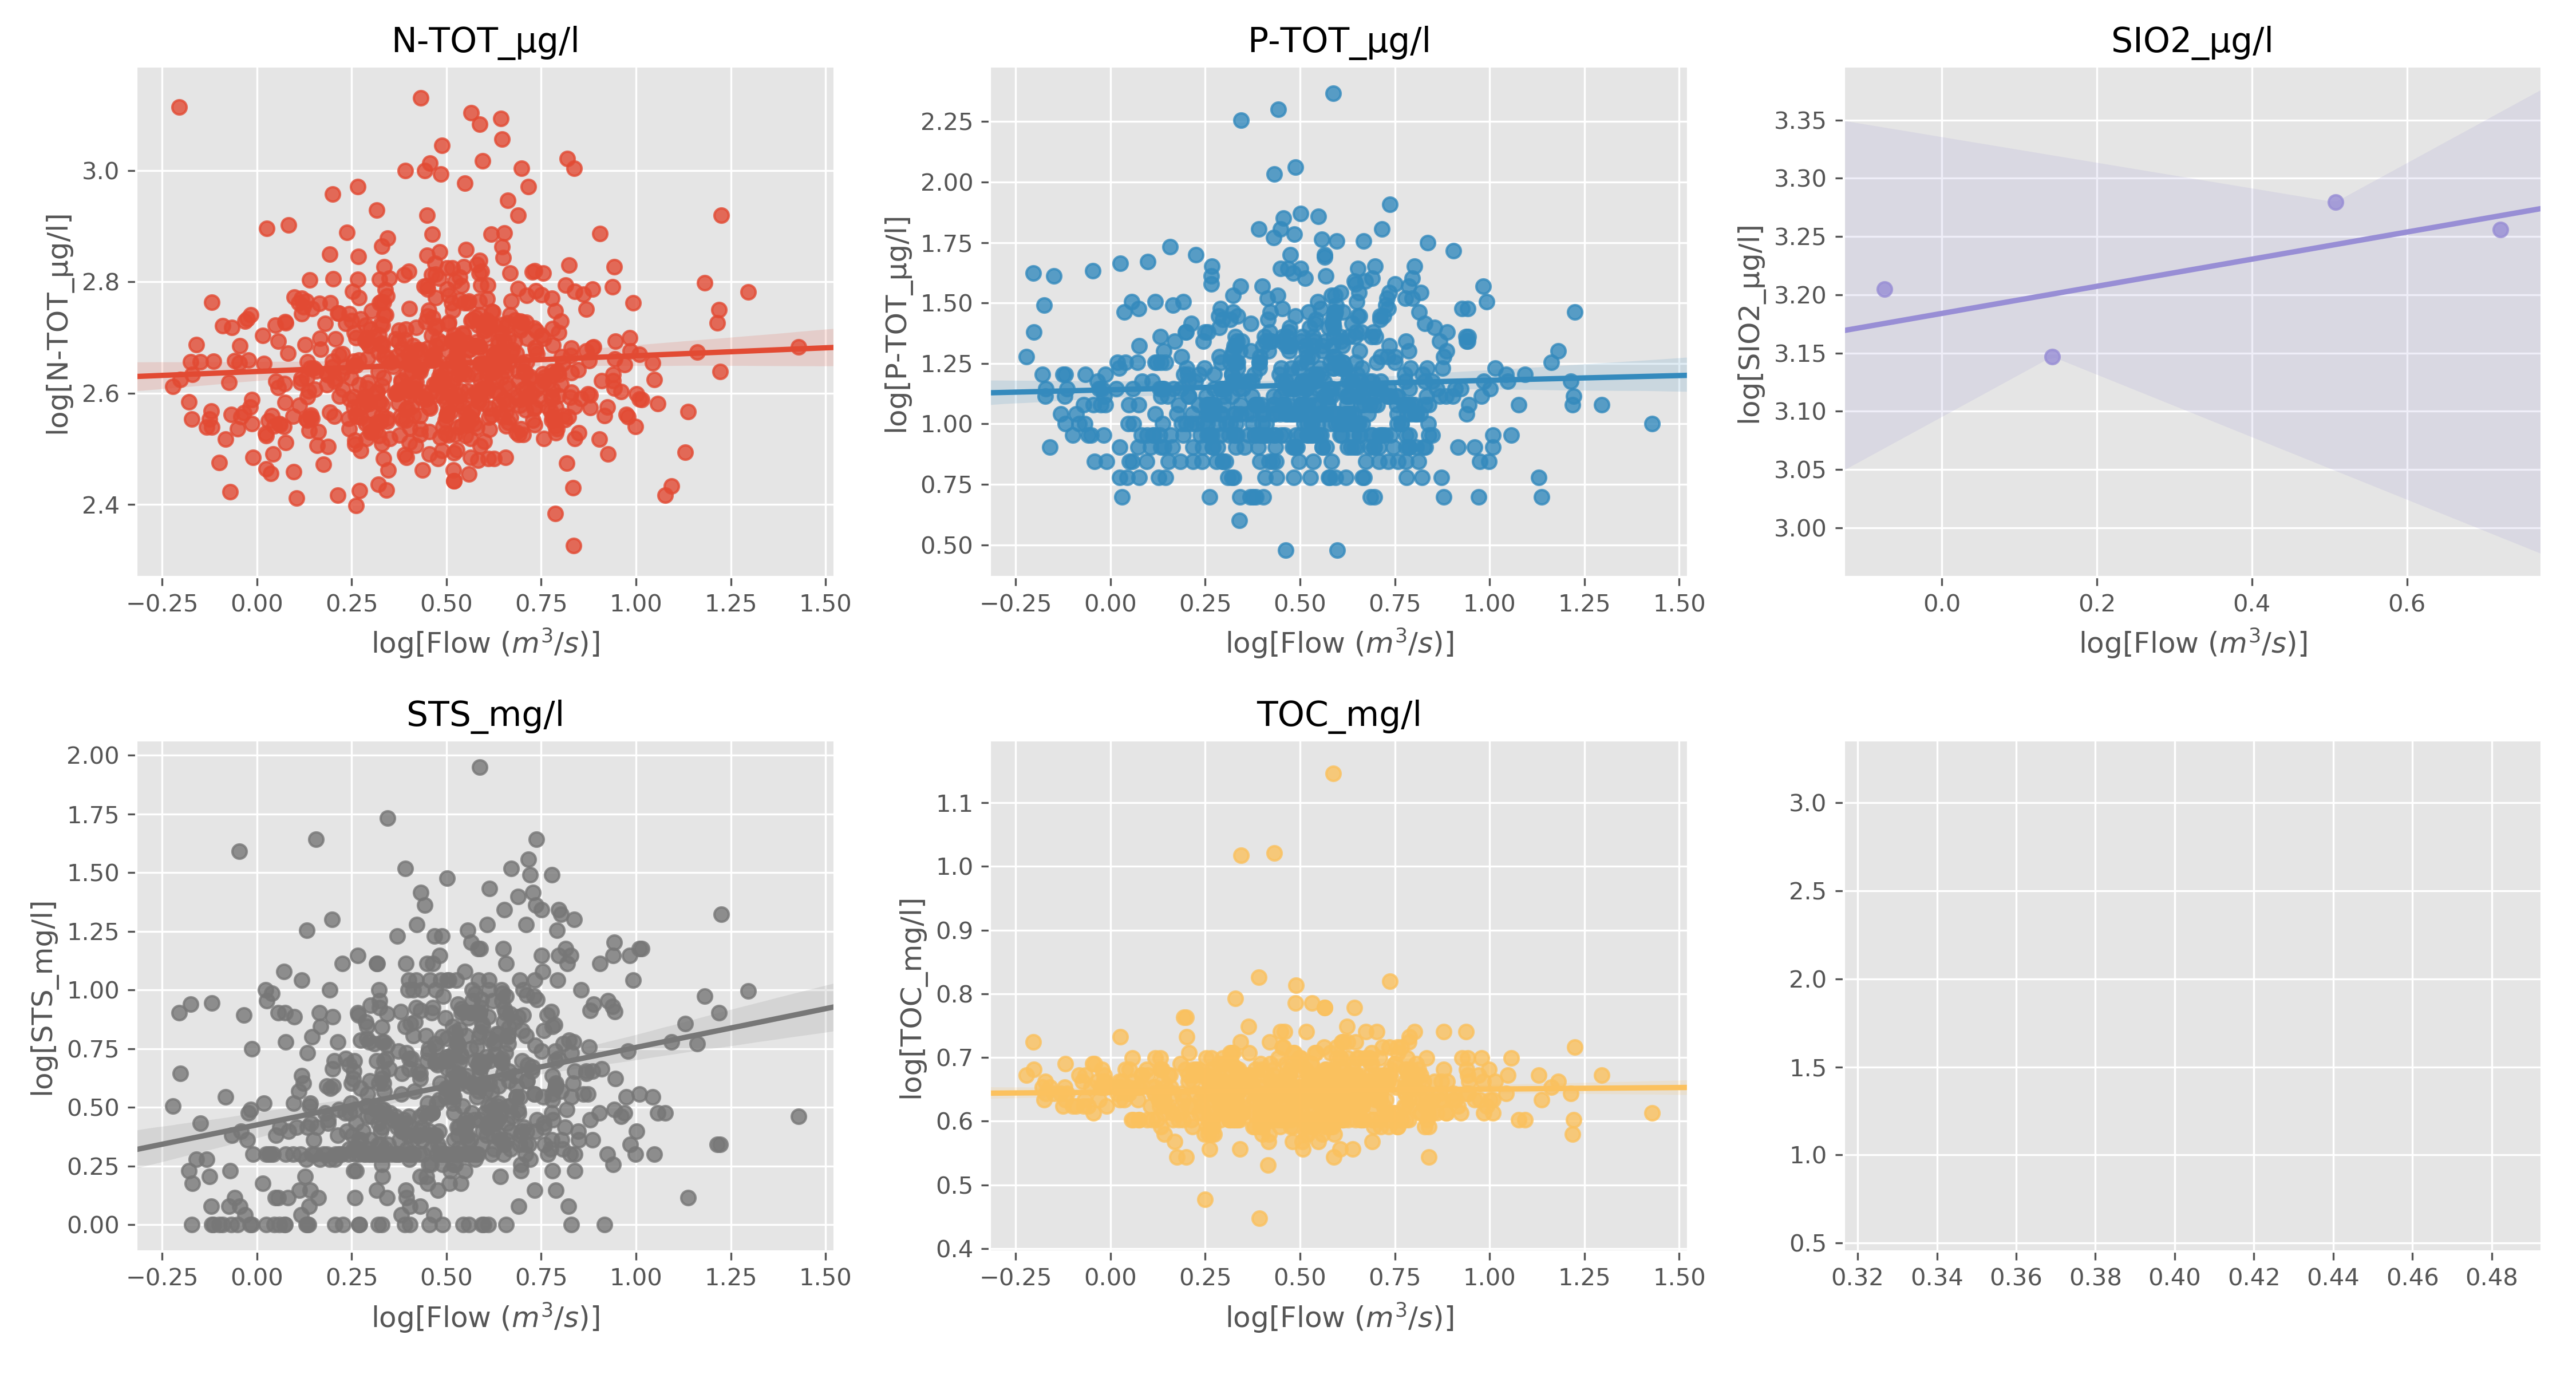 N-TOT_µg/l
log[N-TOT_µg/l]
3.0
2.8
2.6
2.4
−0.25 0.00 0.25 0.50 0.75 1.00 1.25 1.50
log[Flow (m³/s)]
P-TOT_µg/l
log[P-TOT_µg/l]
2.25
2.00
1.75
1.50
1.25
1.00
0.75
0.50
−0.25 0.00 0.25 0.50 0.75 1.00 1.25 1.50
log[Flow (m³/s)]
SIO2_µg/l
log[SIO2_µg/l]
3.35
3.30
3.25
3.20
3.15
3.10
3.05
3.00
0.0 0.2 0.4 0.6
log[Flow (m³/s)]
STS_mg/l
log[STS_mg/l]
2.00
1.75
1.50
1.25
1.00
0.75
0.50
0.25
0.00
−0.25 0.00 0.25 0.50 0.75 1.00 1.25 1.50
log[Flow (m³/s)]
TOC_mg/l
log[TOC_mg/l]
1.1
1.0
0.9
0.8
0.7
0.6
0.5
0.4
−0.25 0.00 0.25 0.50 0.75 1.00 1.25 1.50
log[Flow (m³/s)]
3.0
2.5
2.0
1.5
1.0
0.5
0.32 0.34 0.36 0.38 0.40 0.42 0.44 0.46 0.48